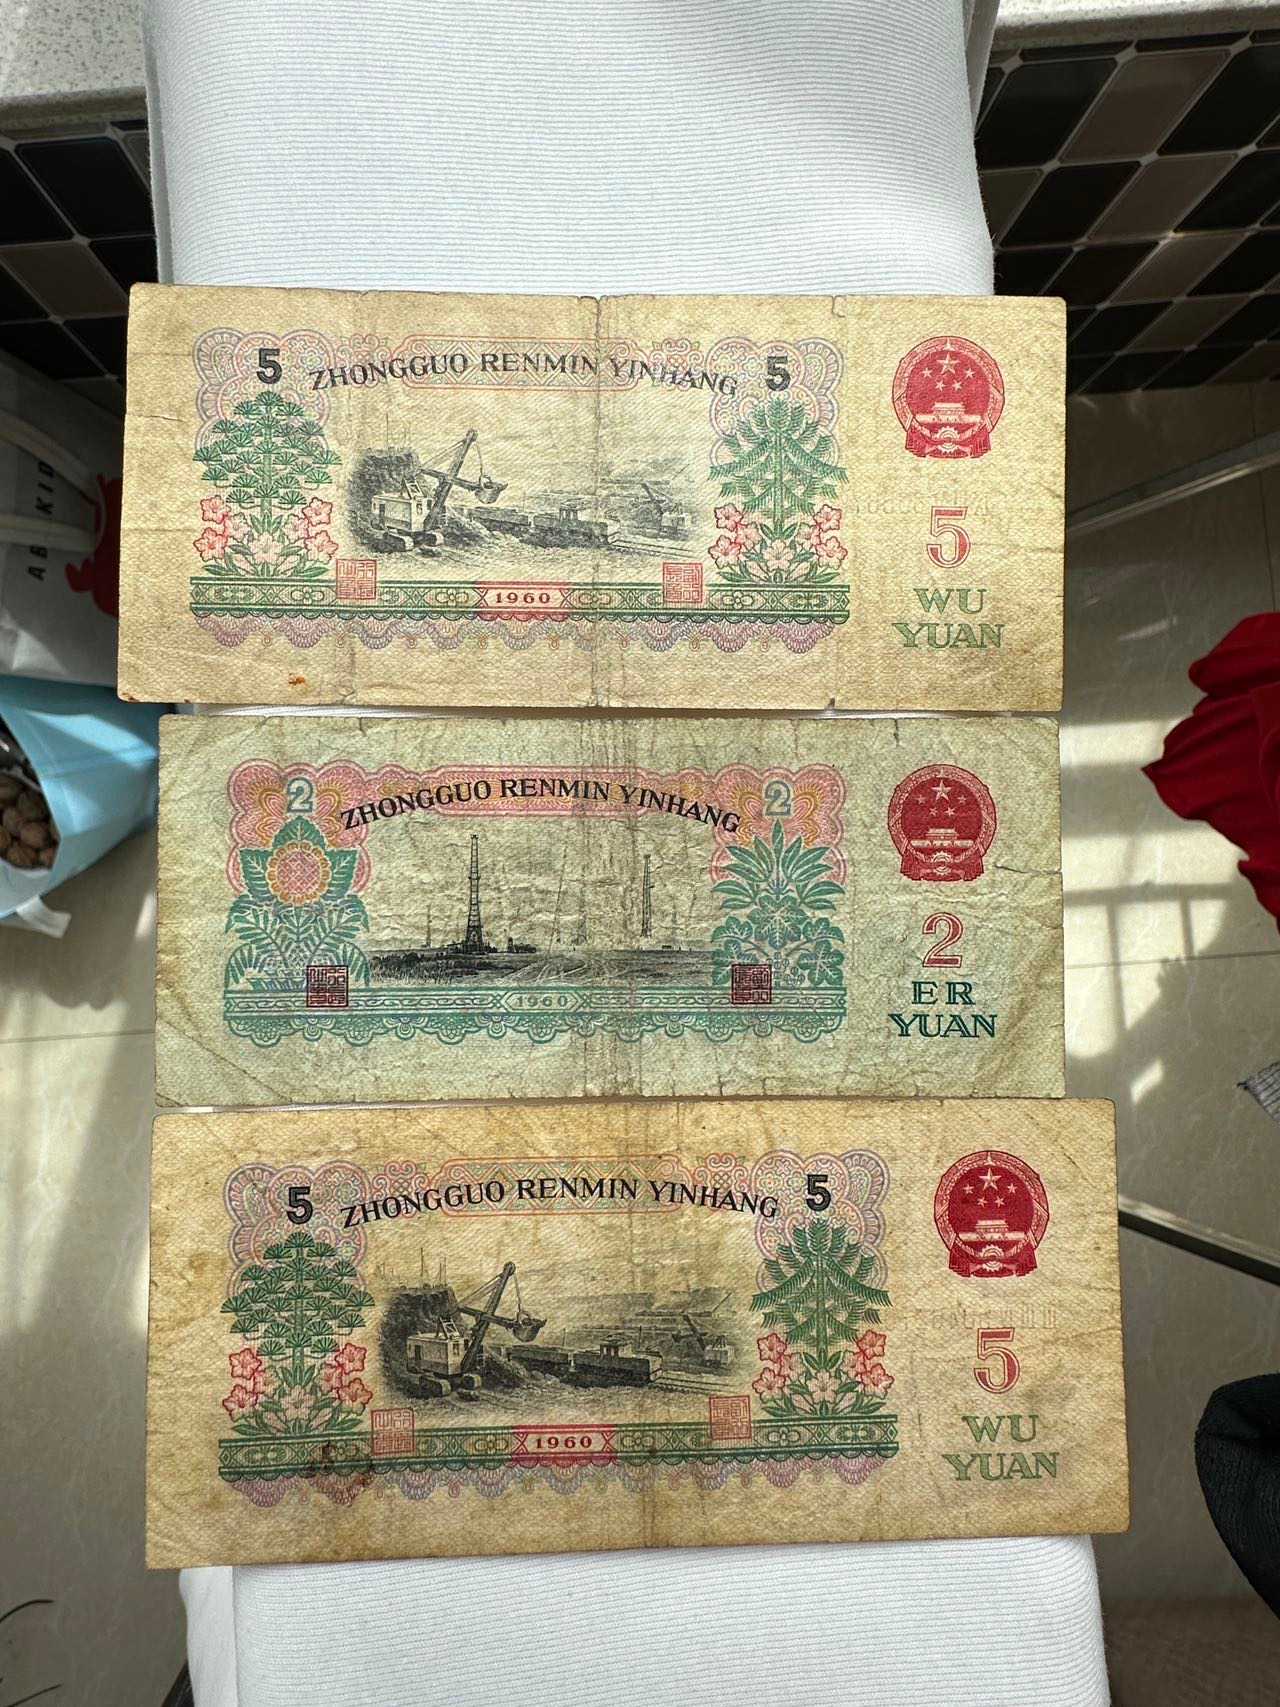 5 ZHONGGUO RENMIN YINHANG 5
5
WU
YUAN
1960
2 ZHONGGUO RENMIN YINHANG 2
2
ER
YUAN
1960
5 ZHONGGUO RENMIN YINHANG 5
5
WU
YUAN
1960